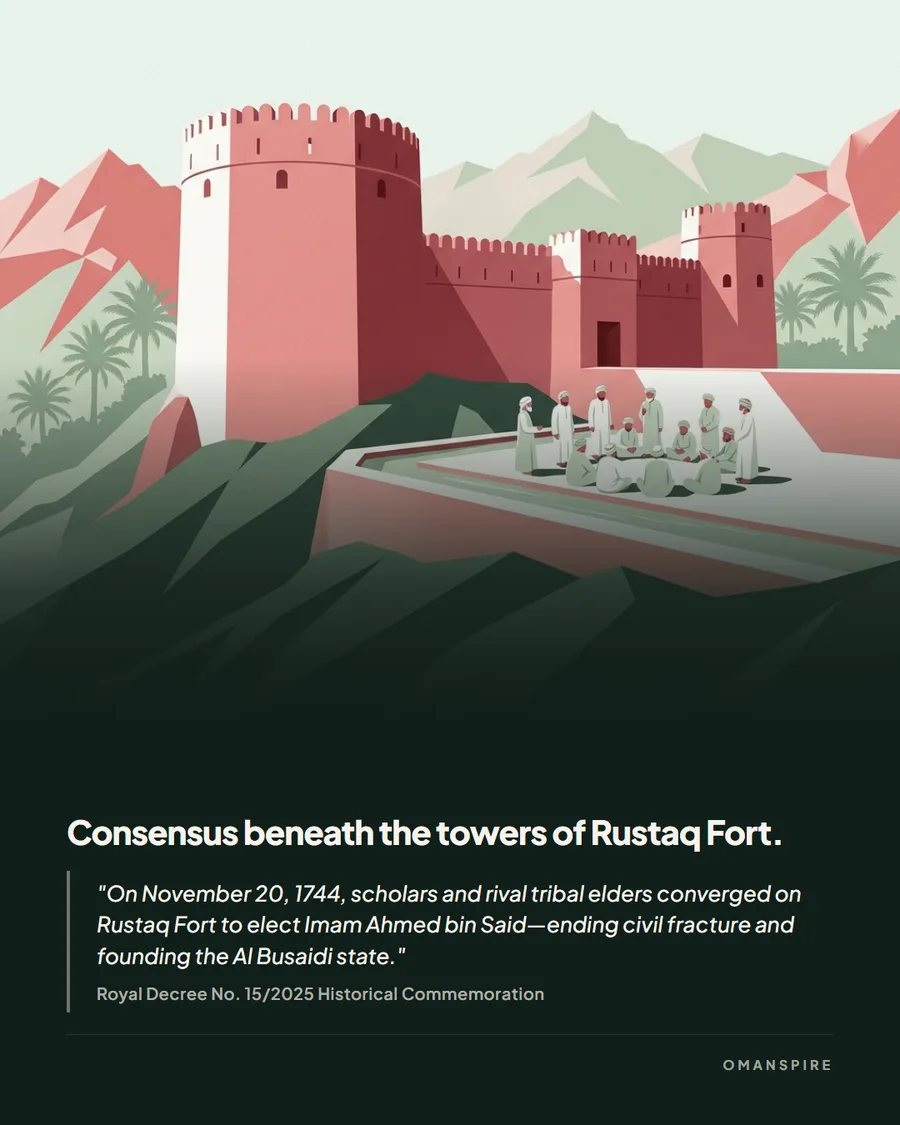 Consensus beneath the towers of Rustaq Fort.
"On November 20, 1744, scholars and rival tribal elders converged on
Rustaq Fort to elect Imam Ahmed bin Said—ending civil fracture and
founding the Al Busaidi state."
Royal Decree No. 15/2025 Historical Commemoration
OMANSPIRE